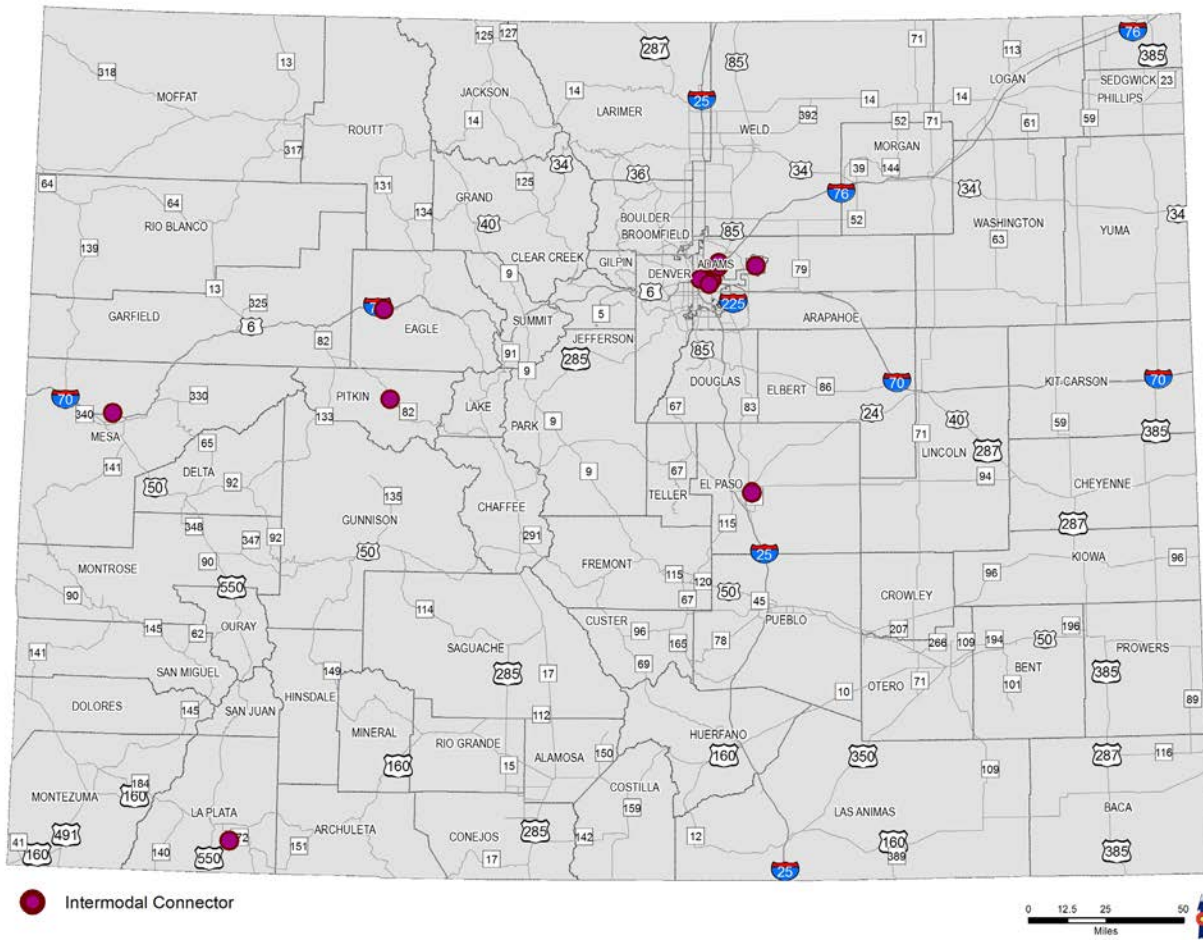 76
125
127
71
287
85
385
113
13
318
LOGAN
SEDGWICK
23
MOFFAT
JACKSON
14
25
14
14
PHILLIPS
LARIMER
392
ROUTT
14
WELD
52
71
61
59
317
MORGAN
34
125
36
34
39
144
YUMA
64
131
GRAND
76
34
64
134
52
34
RIO BLANCO
40
BOULDER
WASHINGTON
BROOMFIELD
85
63
139
CLEAR CREEK
GILPIN
ADAMS
79
9
DENVER
13
325
6
225
GARFIELD
6
EAGLE
SUMMIT
5
ARAPAHOE
82
JEFFERSON
91
285
85
9
DOUGLAS
ELBERT
86
70
KIT CARSON
70
70
330
PITKIN
LAKE
340
133
82
67
83
24
40
59
MESA
PARK
9
71
385
65
LINCOLN
287
141
DELTA
67
50
92
9
94
135
TELLER
EL PASO
CHEYENNE
CHAFFEE
GUNNISON
348
115
287
347
92
291
50
25
KIOWA
90
FREMONT
96
MONTROSE
115
96
550
120
50
90
67
45
CROWLEY
114
OURAY
CUSTER
PUEBLO
145
62
96
207
196
78
266
109
194
50
141
SAGUACHE
165
PROWERS
SAN MIGUEL
149
285
17
69
BENT
385
HINSDALE
OTERO
71
101
DOLORES
10
89
145
SAN JUAN
112
MINERAL
HUERFANO
RIO GRANDE
ALAMOSA
150
160
15
160
350
287
116
COSTILLA
109
184
MONTEZUMA
160
159
LAS ANIMAS
BACA
LA PLATA
491
ARCHULETA
CONEJOS
285
142
12
160
41
160
140
550
151
17
389
385
25
Intermodal Connector
0 12.5 25 50
Miles